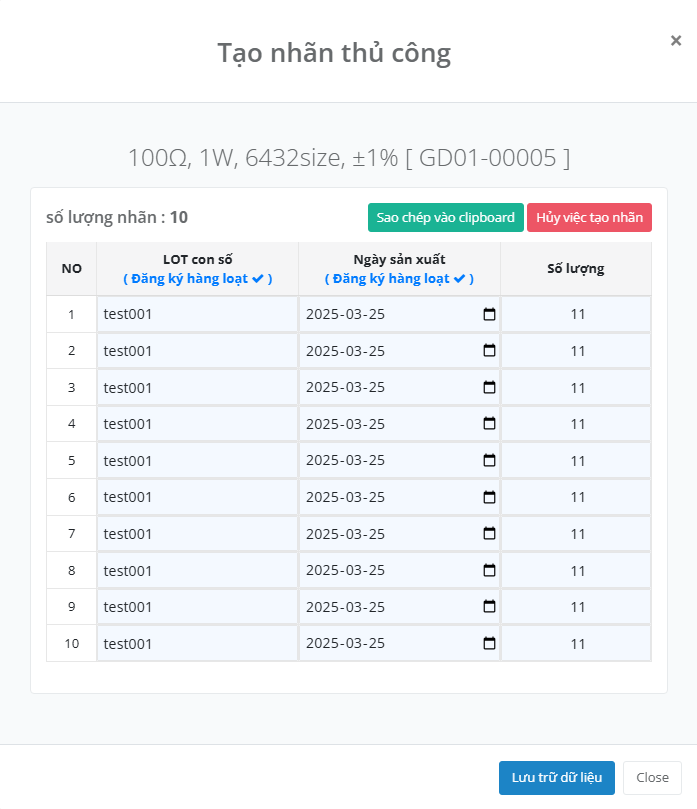 Tạo nhãn thủ công
×
100Ω, 1W, 6432size, ±1% [ GD01-00005 ]
số lượng nhãn : 10
Sao chép vào clipboard
Hủy việc tạo nhãn
NO LOT con số Ngày sản xuất Số lượng
( Đăng ký hàng loạt ✔ ) ( Đăng ký hàng loạt ✔ )
1 test001 2025-03-25 11
2 test001 2025-03-25 11
3 test001 2025-03-25 11
4 test001 2025-03-25 11
5 test001 2025-03-25 11
6 test001 2025-03-25 11
7 test001 2025-03-25 11
8 test001 2025-03-25 11
9 test001 2025-03-25 11
10 test001 2025-03-25 11
Lưu trữ dữ liệu
Close